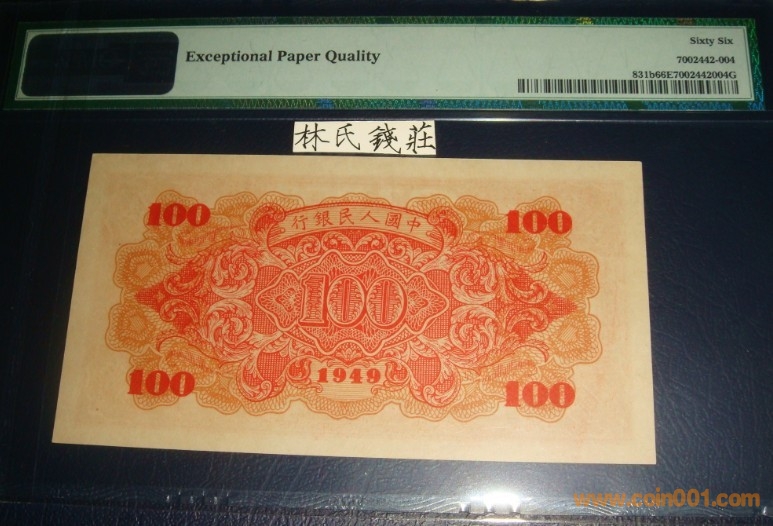 Exceptional Paper Quality
Sixty Six
7002442-004
831b66E7002442004G
林氏錢莊
行銀民人國中
100
100
100
1949
100
100
www.coin001.com